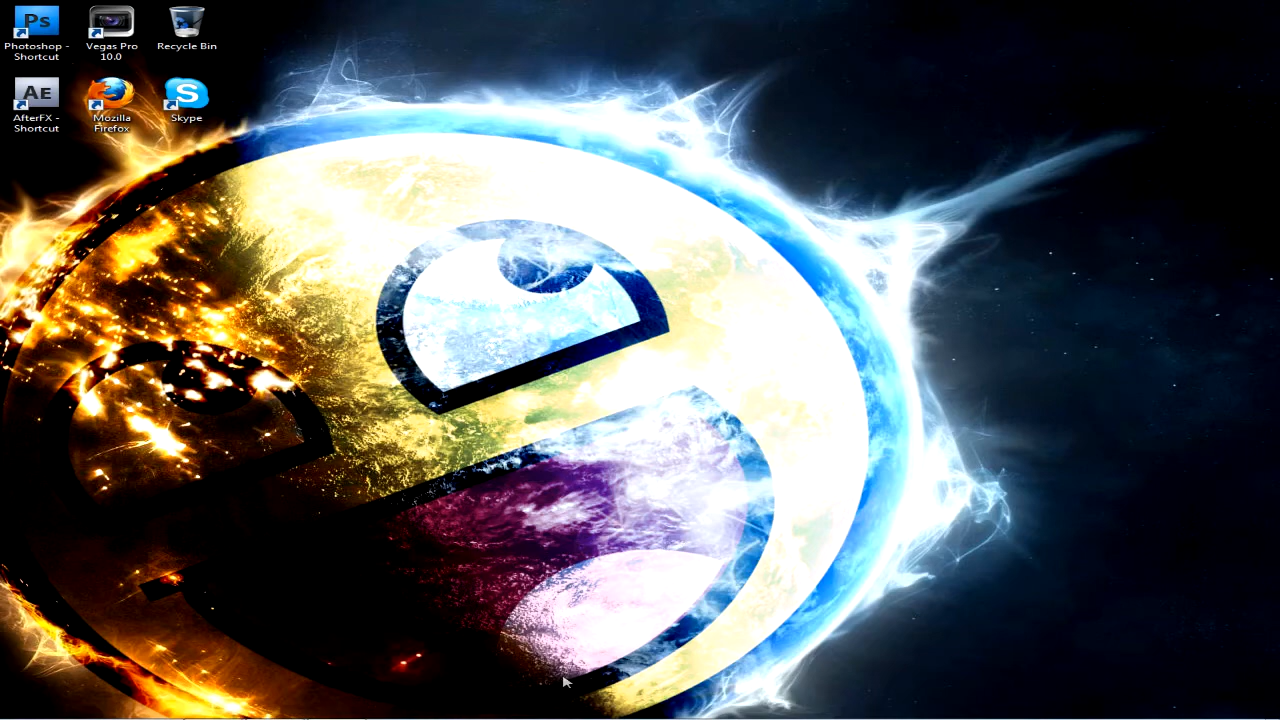 Ps
Photoshop -
Shortcut
Vegas Pro
10.0
Recycle Bin
AE
AfterFX -
Shortcut
Mozilla
Firefox
S
Skype